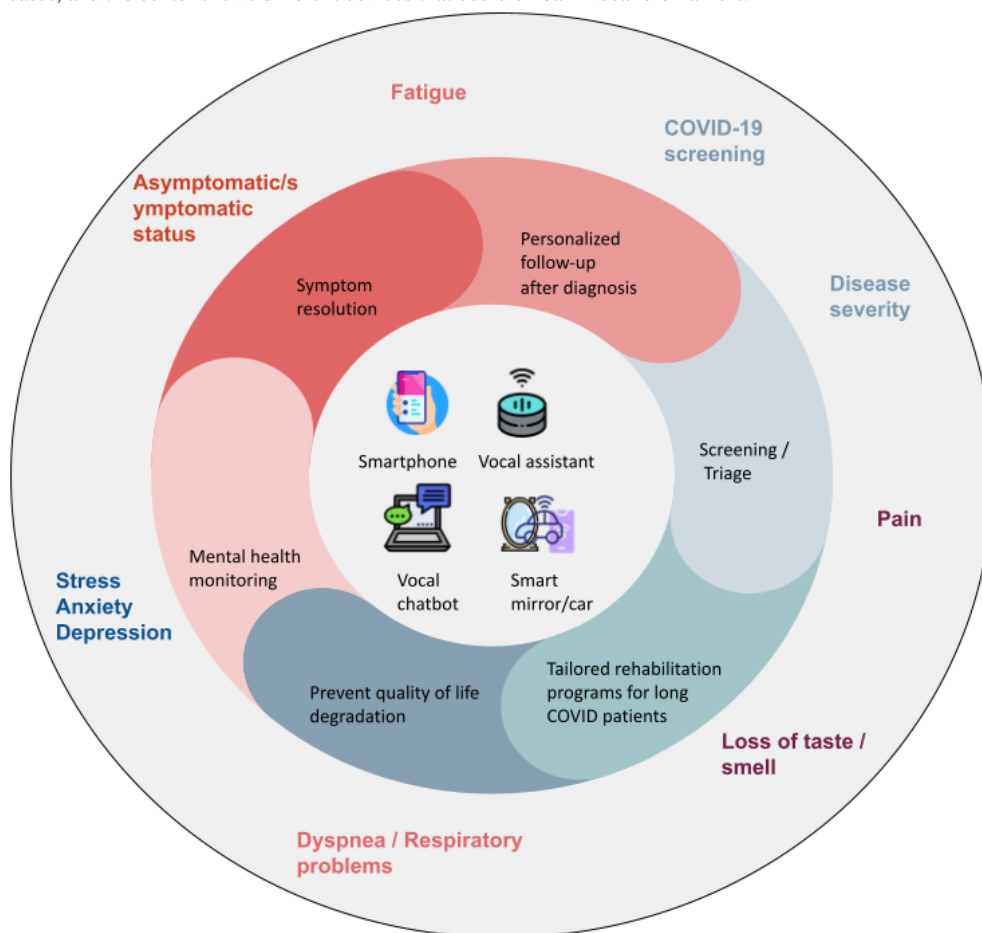 Fatigue
COVID-19
screening
Asymptomatic/s
ymptomatic
status
Personalized
follow-up
after diagnosis
Symptom
resolution
Disease
severity
Smartphone
Vocal assistant
Screening /
Triage
Pain
Mental health
monitoring
Vocal
chatbot
Smart
mirror/car
Stress
Anxiety
Depression
Prevent quality of life
degradation
Tailored rehabilitation
programs for long
COVID patients
Loss of taste /
smell
Dyspnea / Respiratory
problems